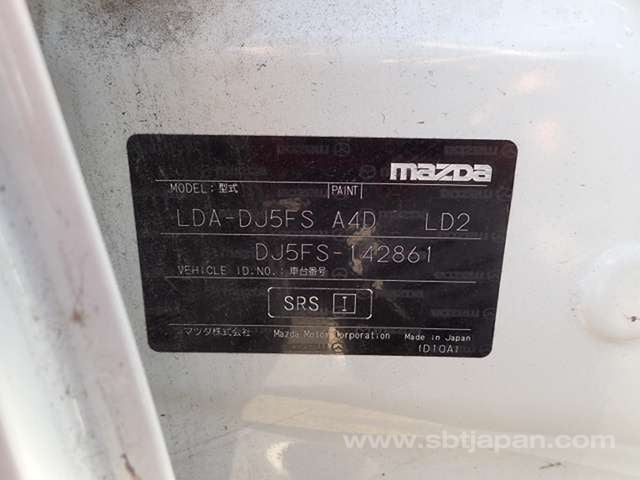 mazda
MODEL:型式 PAINT
LDA-DJ5FS A4D LD2
DJ5FS-142861
VEHICLE ID.NO.:車台番号
SRS I
マツダ株式会社 Mazda Motor Corporation Made in Japan
(D10A)
www.sbtjapan.com